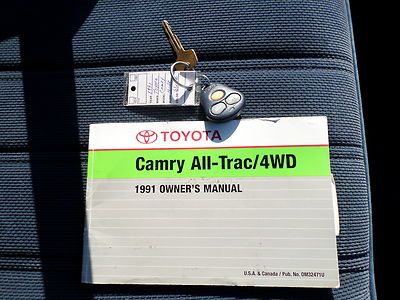 TOYOTA
Camry All-Trac/4WD
1991 OWNER'S MANUAL
U.S.A. & Canada / Pub. No. OM32471U